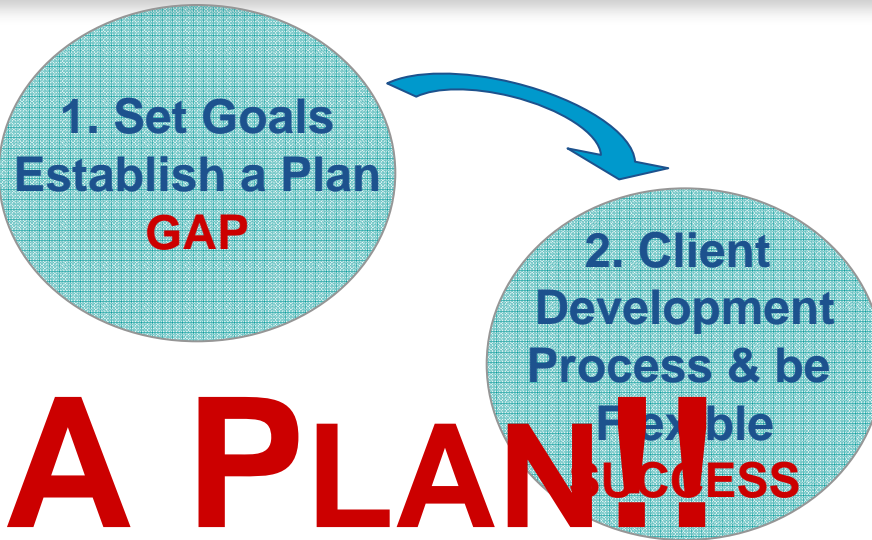 1. Set Goals
Establish a Plan
GAP
2. Client
Development
Process & be
Flexible
SUCCESS
A PLAN!!